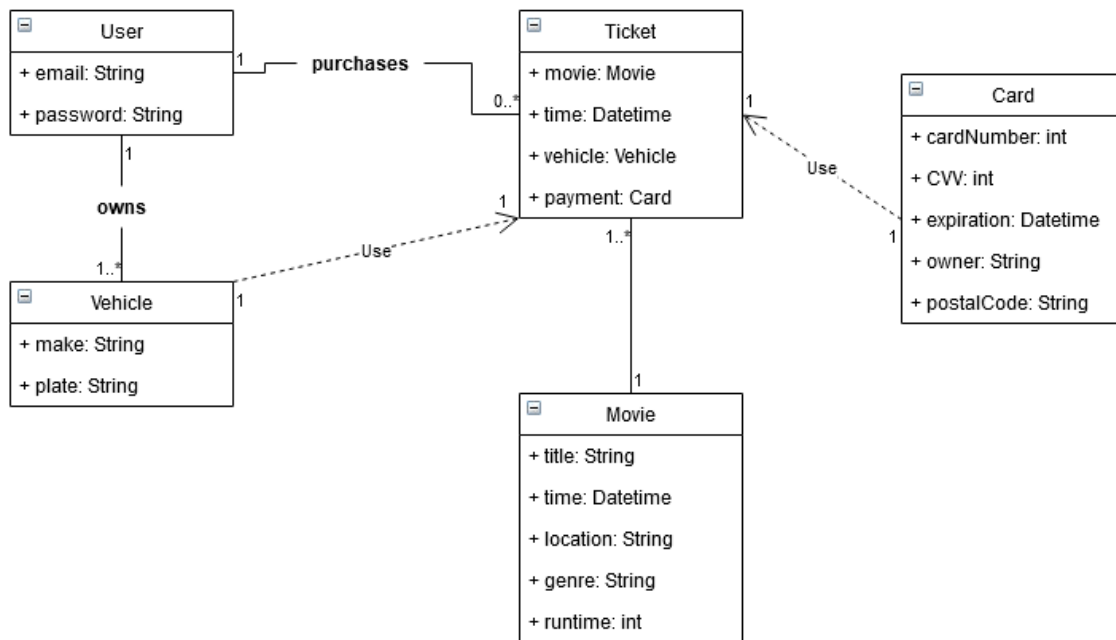 User
+ email: String
+ password: String
1
purchases
0..*
Ticket
+ movie: Movie
+ time: Datetime
+ vehicle: Vehicle
+ payment: Card
1
Use
1
Card
+ cardNumber: int
+ CVV: int
+ expiration: Datetime
+ owner: String
+ postalCode: String
1
owns
1..*
Vehicle
+ make: String
+ plate: String
1
Use
1
1..*
1
Movie
+ title: String
+ time: Datetime
+ location: String
+ genre: String
+ runtime: int